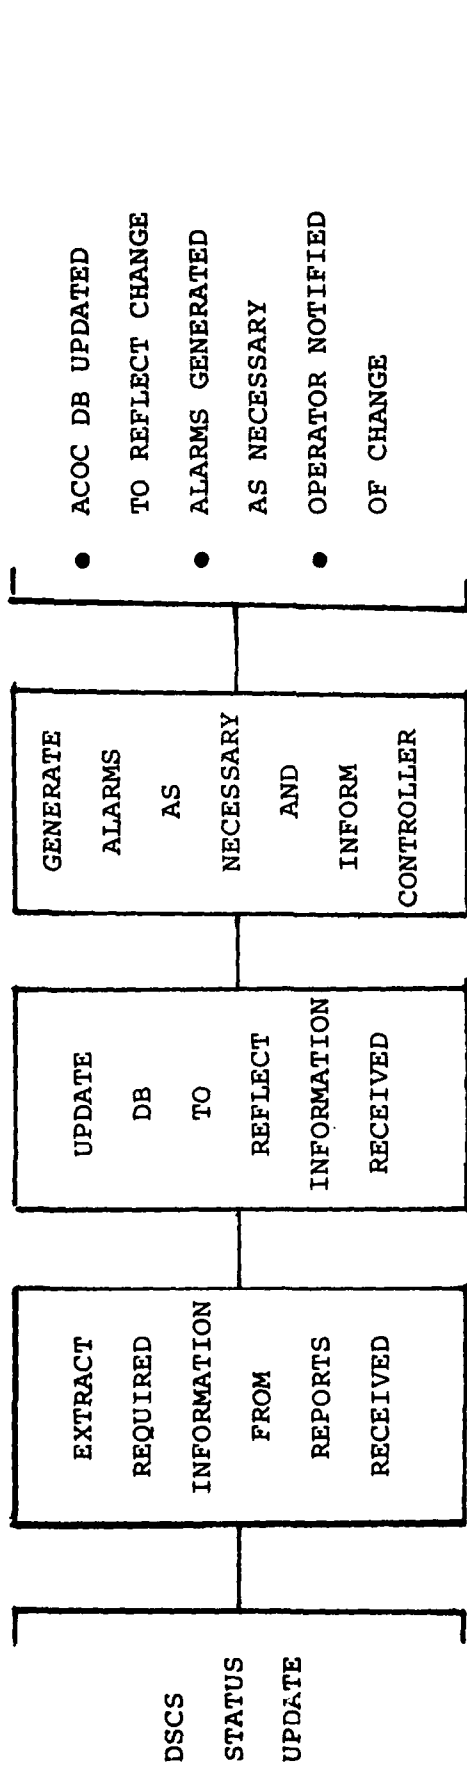 DSCS
STATUS
UPDATE
EXTRACT
REQUIRED
INFORMATION
FROM
REPORTS
RECEIVED
UPDATE
DB
TO
REFLECT
INFORMATION
RECEIVED
GENERATE
ALARMS
AS
NECESSARY
AND
INFORM
CONTROLLER
● ACOC DB UPDATED
TO REFLECT CHANGE
● ALARMS GENERATED
AS NECESSARY
● OPERATOR NOTIFIED
OF CHANGE